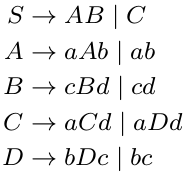 S → AB | C
A → aAb | ab
B → cBd | cd
C → aCd | aDd
D → bDc | bc